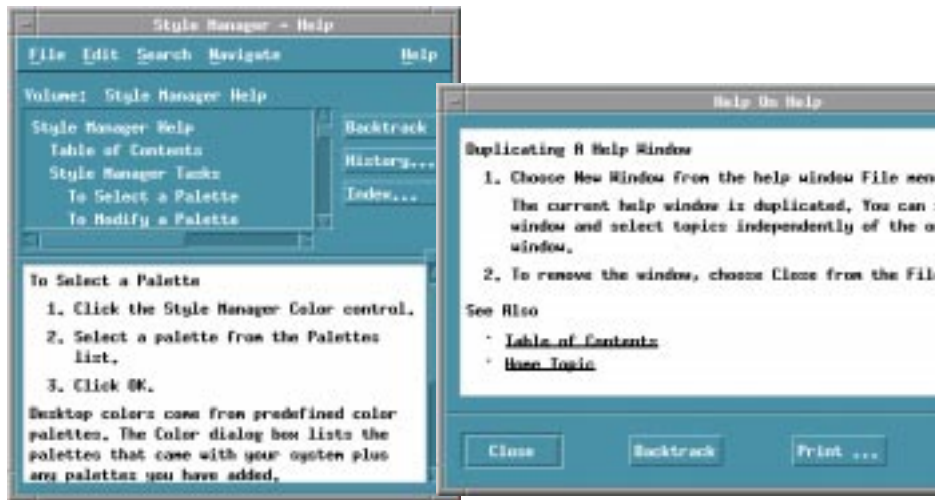 Style Manager - Help
File Edit Search Navigate Help
Volume: Style Manager Help
Style Manager Help
Table of Contents
Style Manager Tasks
To Select a Palette
To Modify a Palette
Backtrack
History...
Index...
To Select a Palette
1. Click the Style Manager Color control.
2. Select a palette from the Palettes
list.
3. Click OK.
Desktop colors come from predefined color
palettes. The Color dialog box lists the
palettes that came with your system plus
any palettes you have added.
Help On Help
Duplicating A Help Window
1. Choose New Window from the help window File men
The current help window is duplicated. You can
window and select topics independently of the o
window.
2. To remove the window, choose Close from the Fil
See Also
· Table of Contents
· Home Topic
Close Backtrack Print ...